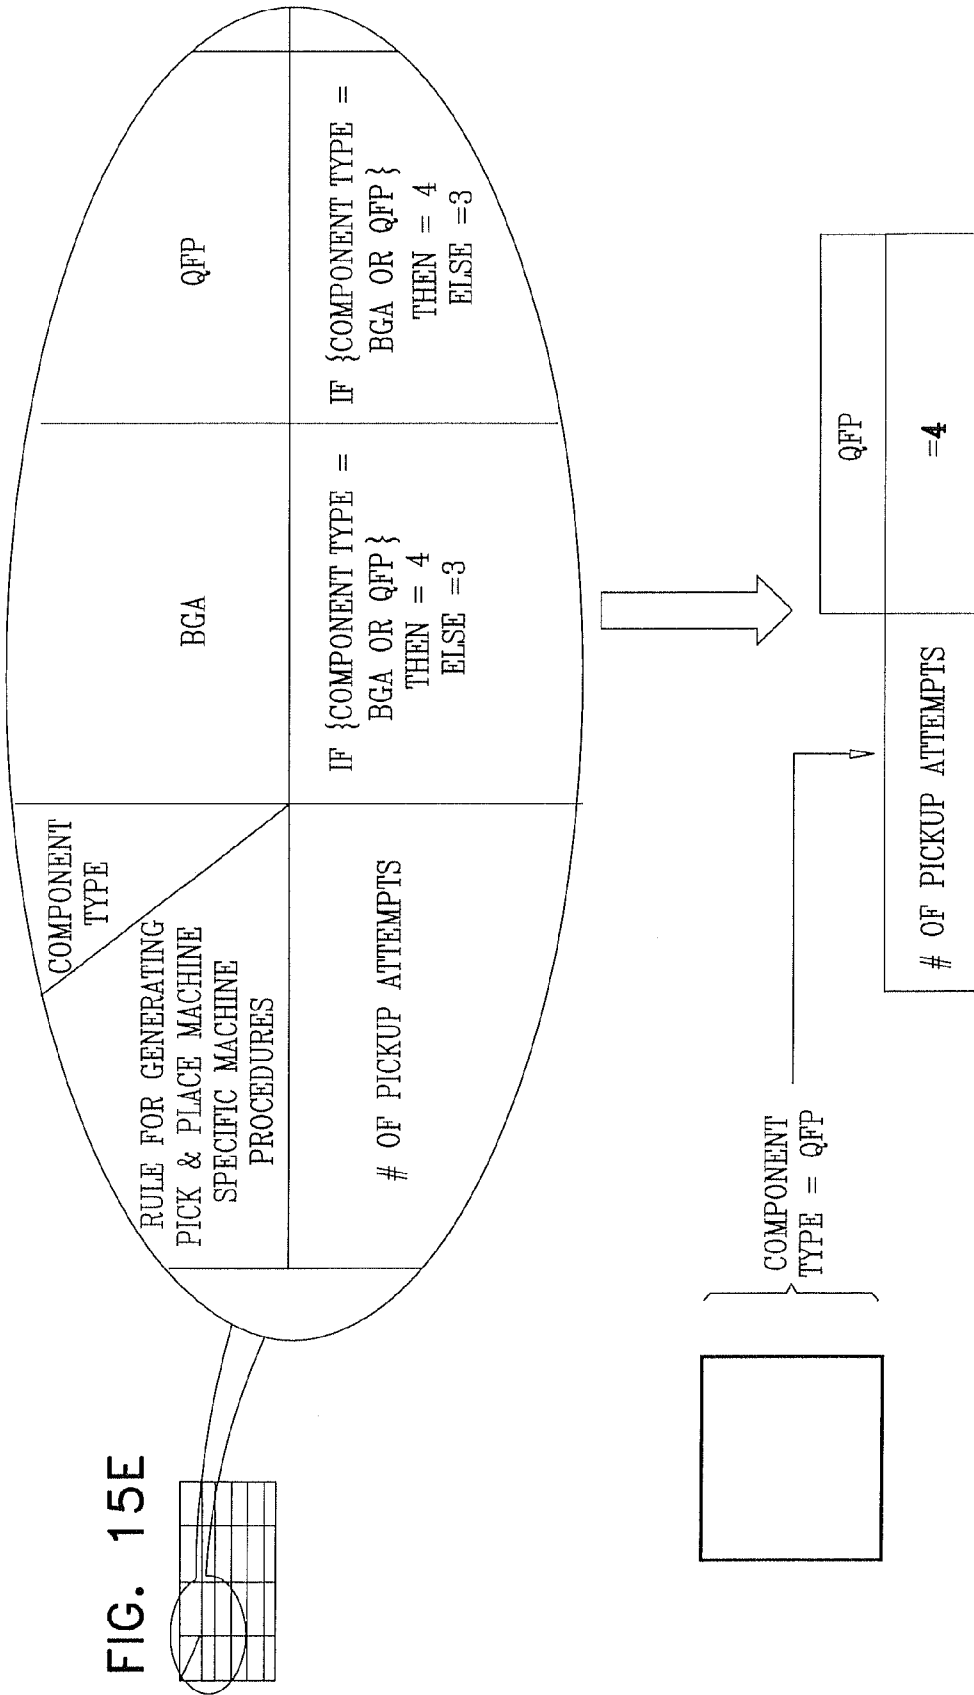 FIG. 15E
COMPONENT
TYPE
RULE FOR GENERATING
PICK & PLACE MACHINE
SPECIFIC MACHINE
PROCEDURES
BGA
QFP
# OF PICKUP ATTEMPTS
IF {COMPONENT TYPE =
BGA OR QFP}
THEN = 4
ELSE =3
IF {COMPONENT TYPE =
BGA OR QFP}
THEN = 4
ELSE =3
COMPONENT
TYPE = QFP
QFP
# OF PICKUP ATTEMPTS
=4